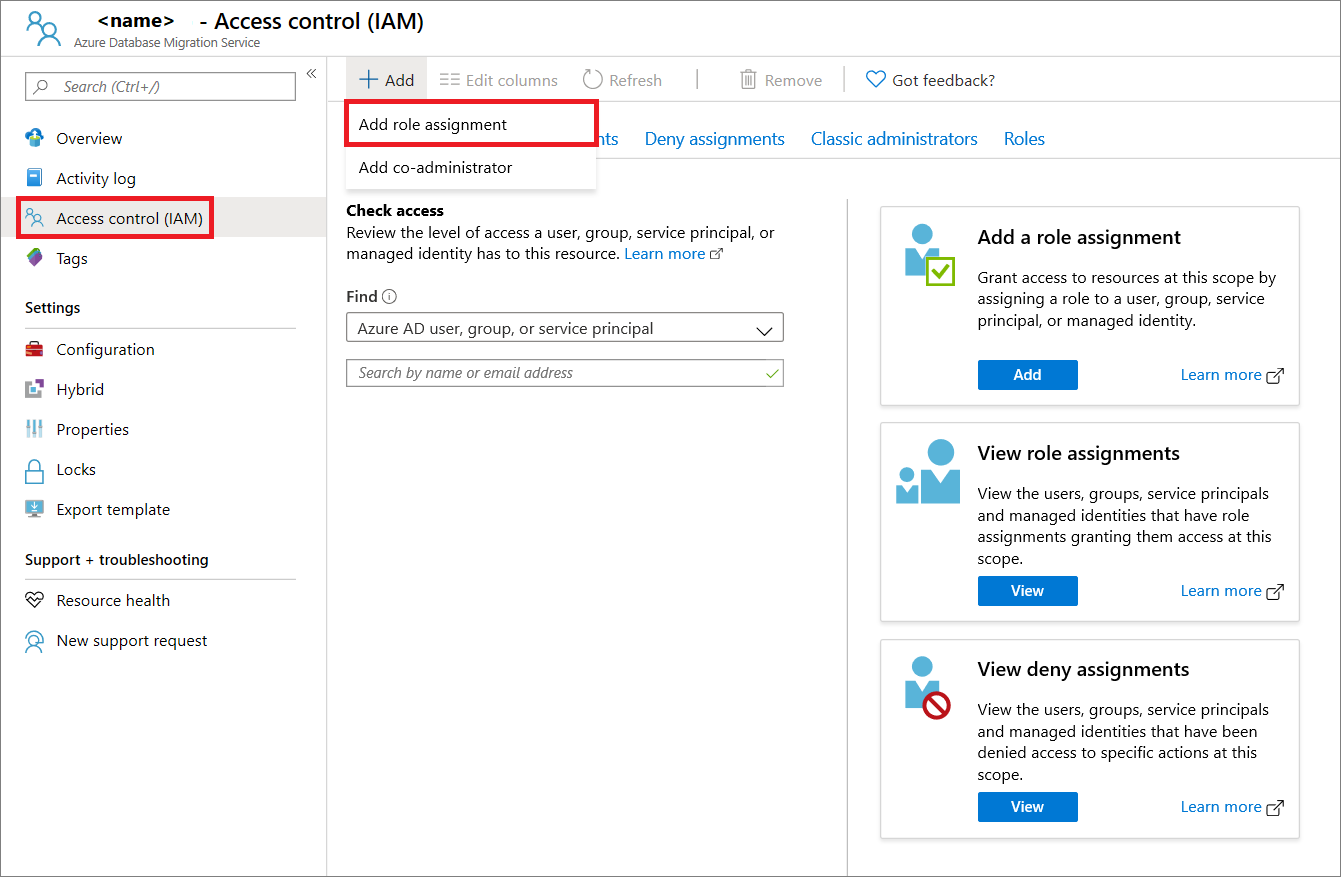 <name> - Access control (IAM)
Azure Database Migration Service
Search (Ctrl+/)
«
Overview
Activity log
Access control (IAM)
Tags
Settings
Configuration
Hybrid
Properties
Locks
Export template
Support + troubleshooting
Resource health
New support request
Add
Edit columns
Refresh
Remove
Got feedback?
Add role assignment
Add co-administrator
nts
Deny assignments
Classic administrators
Roles
Check access
Review the level of access a user, group, service principal, or
managed identity has to this resource. Learn more
Find
Azure AD user, group, or service principal
Search by name or email address
Add a role assignment
Grant access to resources at this scope by
assigning a role to a user, group, service
principal, or managed identity.
Add
Learn more
View role assignments
View the users, groups, service principals
and managed identities that have role
assignments granting them access at this
scope.
View
Learn more
View deny assignments
View the users, groups, service principals
and managed identities that have been
denied access to specific actions at this
scope.
View
Learn more